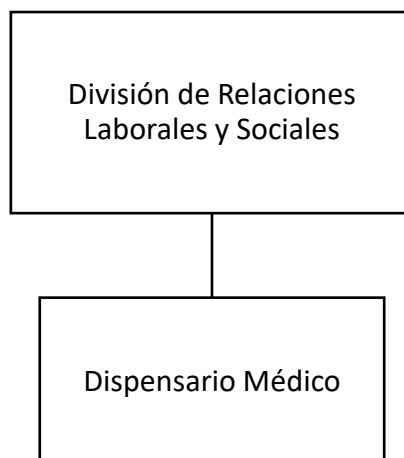 División de Relaciones
Laborales y Sociales
Dispensario Médico